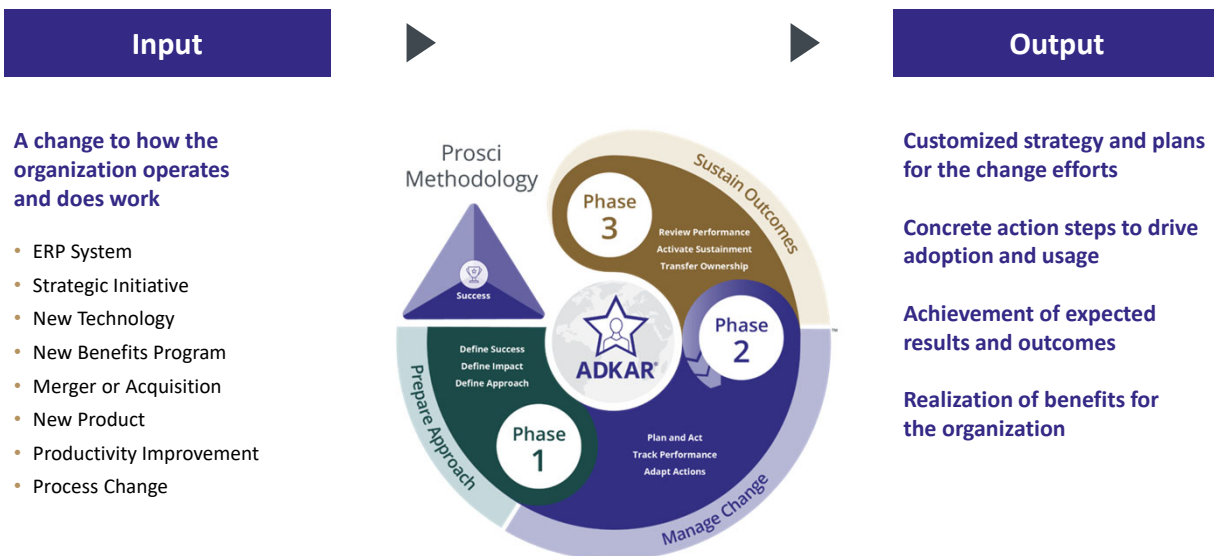 Input
Output
A change to how the
organization operates
and does work
• ERP System
• Strategic Initiative
• New Technology
• New Benefits Program
• Merger or Acquisition
• New Product
• Productivity Improvement
• Process Change
Prosci
Methodology
Success
Prepare Approach
Define Success
Define Impact
Define Approach
Phase
1
Manage Change
Phase
2
Plan and Act
Track Performance
Adapt Actions
Sustain Outcomes
Phase
3
Review Performance
Activate Sustainment
Transfer Ownership
ADKAR®
™
Customized strategy and plans
for the change efforts
Concrete action steps to drive
adoption and usage
Achievement of expected
results and outcomes
Realization of benefits for
the organization